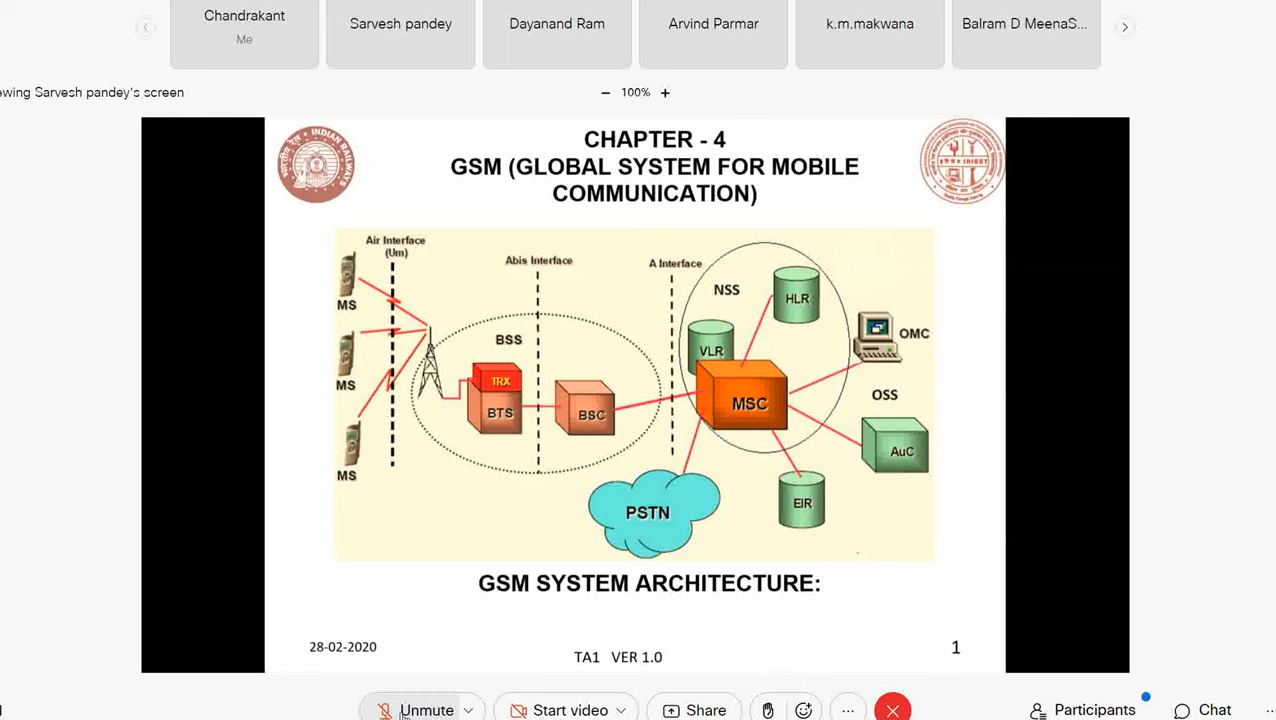 Chandrakant
Me
Sarvesh pandey
Dayanand Ram
Arvind Parmar
k.m.makwana
Balram D MeenaS...
ewing Sarvesh pandey's screen
− 100% +
CHAPTER - 4
GSM (GLOBAL SYSTEM FOR MOBILE
COMMUNICATION)
INDIAN RAILWAYS
Air Interface
(Um)
Abis Interface
A Interface
NSS
HLR
MS
BSS
VLR
OMC
MS
TRX
BTS
BSC
MSC
OSS
AuC
MS
PSTN
EIR
GSM SYSTEM ARCHITECTURE:
28-02-2020
TA1 VER 1.0
1
Unmute
Start video
Share
...
Participants
Chat